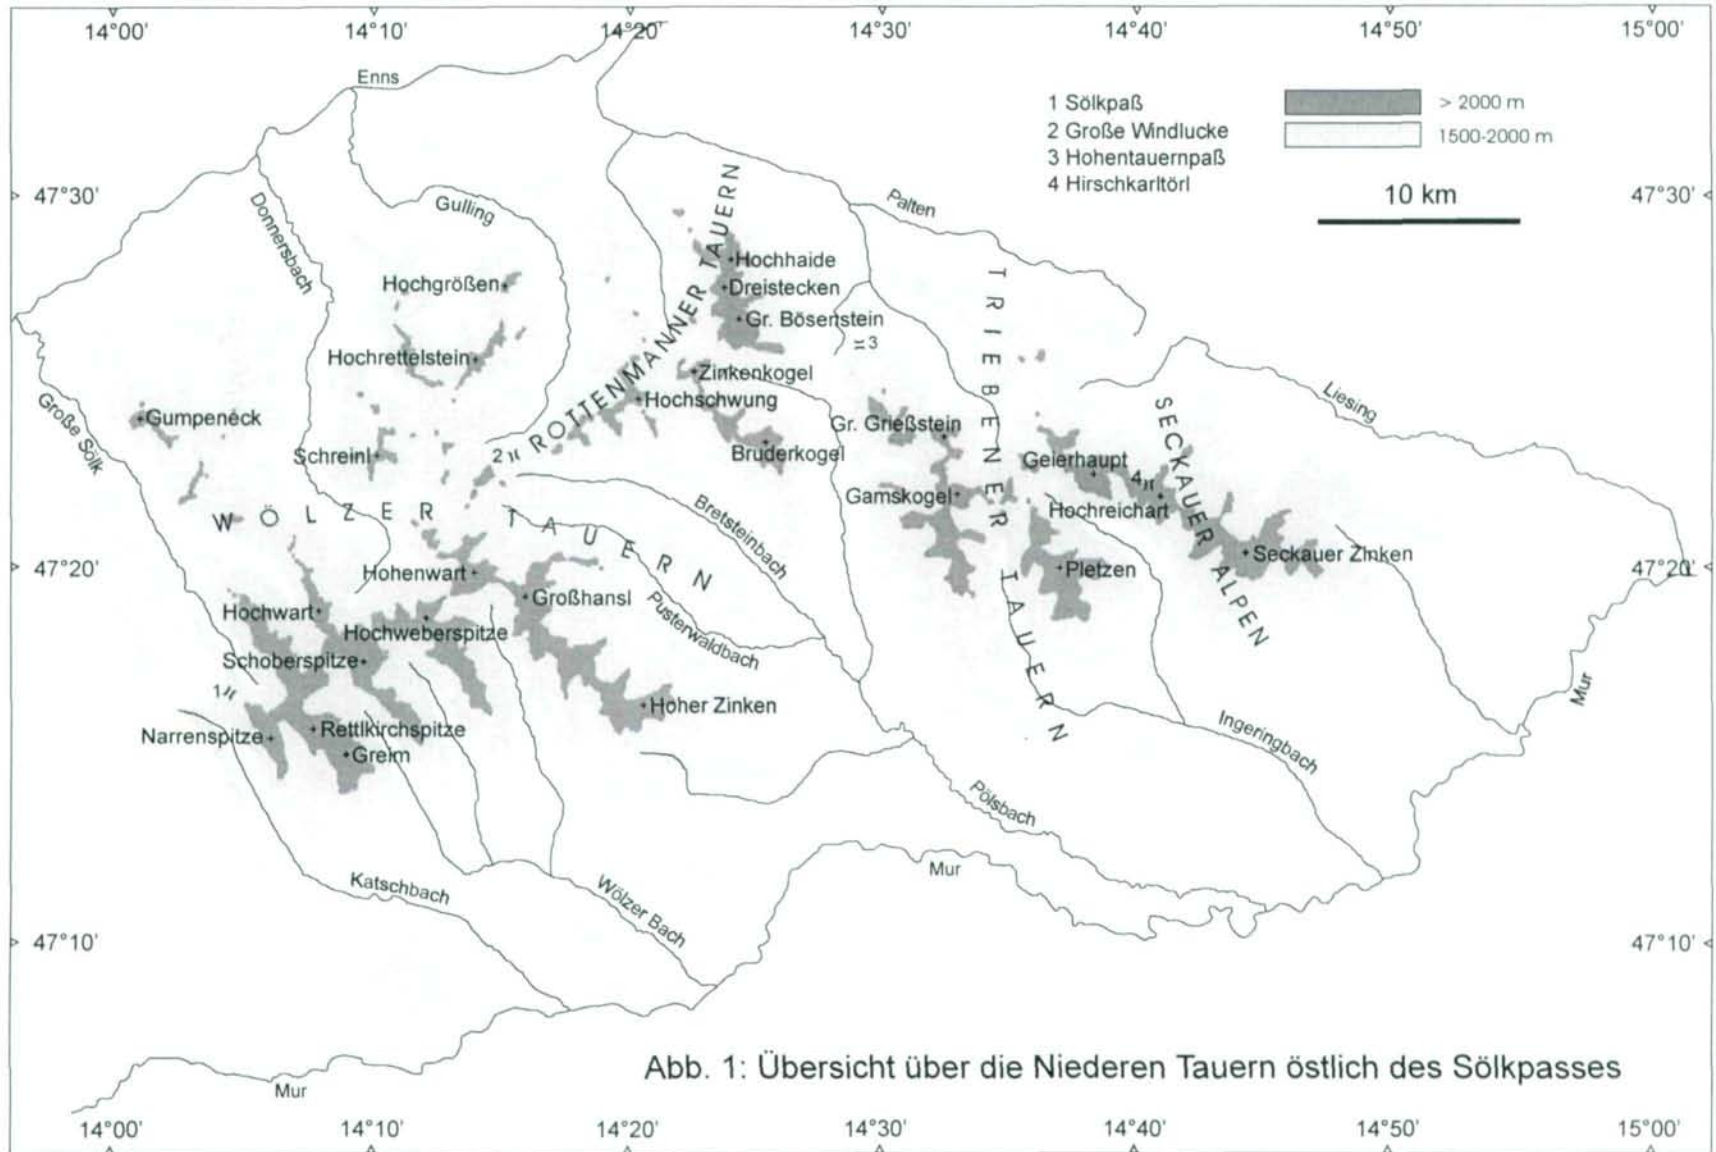 14°00'
14°10'
14°20'
14°30'
14°40'
14°50'
15°00'
Enns
1 Sölkpaß
2 Große Windlucke
3 Hohentauernpaß
4 Hirschkarltörl
> 2000 m
1500-2000 m
10 km
47°30'
47°30'
Donnersbach
Gulling
Palten
ROTTENMANNER TAUERN
Hochhaide
Dreistecken
Gr. Bösenstein
3
Hochgrößen
Hochrettelstein
Zinkenkogel
Hochschwung
Bruderkogel
TRIEBENER TAUERN
SECKAUER ALPEN
Liesing
Große Sölk
Gumpeneck
Schreinl
2
Gr. Grießstein
Geierhaupt
4
Gamskogel
Hochreichart
Seckauer Zinken
WÖLZER TAUERN
Bretsteinbach
47°20'
47°20'
Hohenwart
Großhansl
Pletzen
Hochwart
Hochweberspitze
Pusterwaldbach
Schoberspitze
1
Hoher Zinken
Mur
Narrenspitze
Rettlkirchspitze
Greim
Ingeringbach
Pölsbach
Katschbach
Wölzer Bach
Mur
47°10'
47°10'
Abb. 1: Übersicht über die Niederen Tauern östlich des Sölkpasses
Mur
14°00'
14°10'
14°20'
14°30'
14°40'
14°50'
15°00'